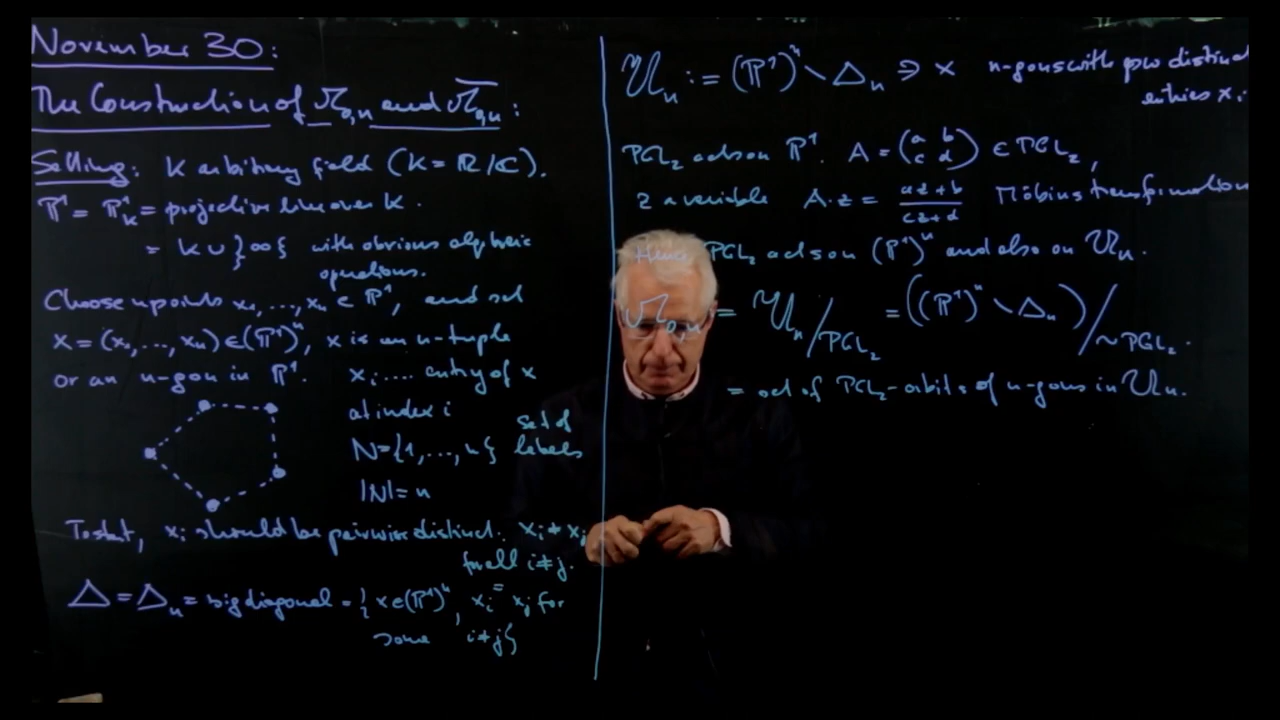 November 30:
The Construction of 𝓜₀,ₙ and 𝓜̅₀,ₙ:
Setting: K arbitrary field (K = ℝ/ℂ).
ℙ¹ = ℙ¹_K = projective line over K.
= K ∪ {∞} with obvious algebraic
operations.
Choose n points x₁,...,xₙ ∈ ℙ¹, and set
x = (x₁,...,xₙ) ∈ (ℙ¹)ⁿ, x is an n-tuple
or an n-gon in ℙ¹. xᵢ.... entry of x
at index i
N = {1,...,n} set of labels
|N| = n
To start, xᵢ should be pairwise distinct. xᵢ ≠ xⱼ
for all i ≠ j.
Δ = Δₙ = big diagonal = { x ∈ (ℙ¹)ⁿ, xᵢ = xⱼ for
some i ≠ j}
𝒰ₙ := (ℙ¹)ⁿ \ Δₙ ∋ x n-gons with pw distinct
entries xᵢ.
PGL₂ acts on ℙ¹. A = (a b c d) ∈ PGL₂,
z a variable A·z = (az+b)/(cz+d) Möbius transformation
Hence PGL₂ acts on (ℙ¹)ⁿ and also on 𝒰ₙ.
𝓜₀,ₙ = 𝒰ₙ/PGL₂ = ((ℙ¹)ⁿ \ Δₙ)/∼PGL₂.
= set of PGL₂-orbits of n-gons in 𝒰ₙ.